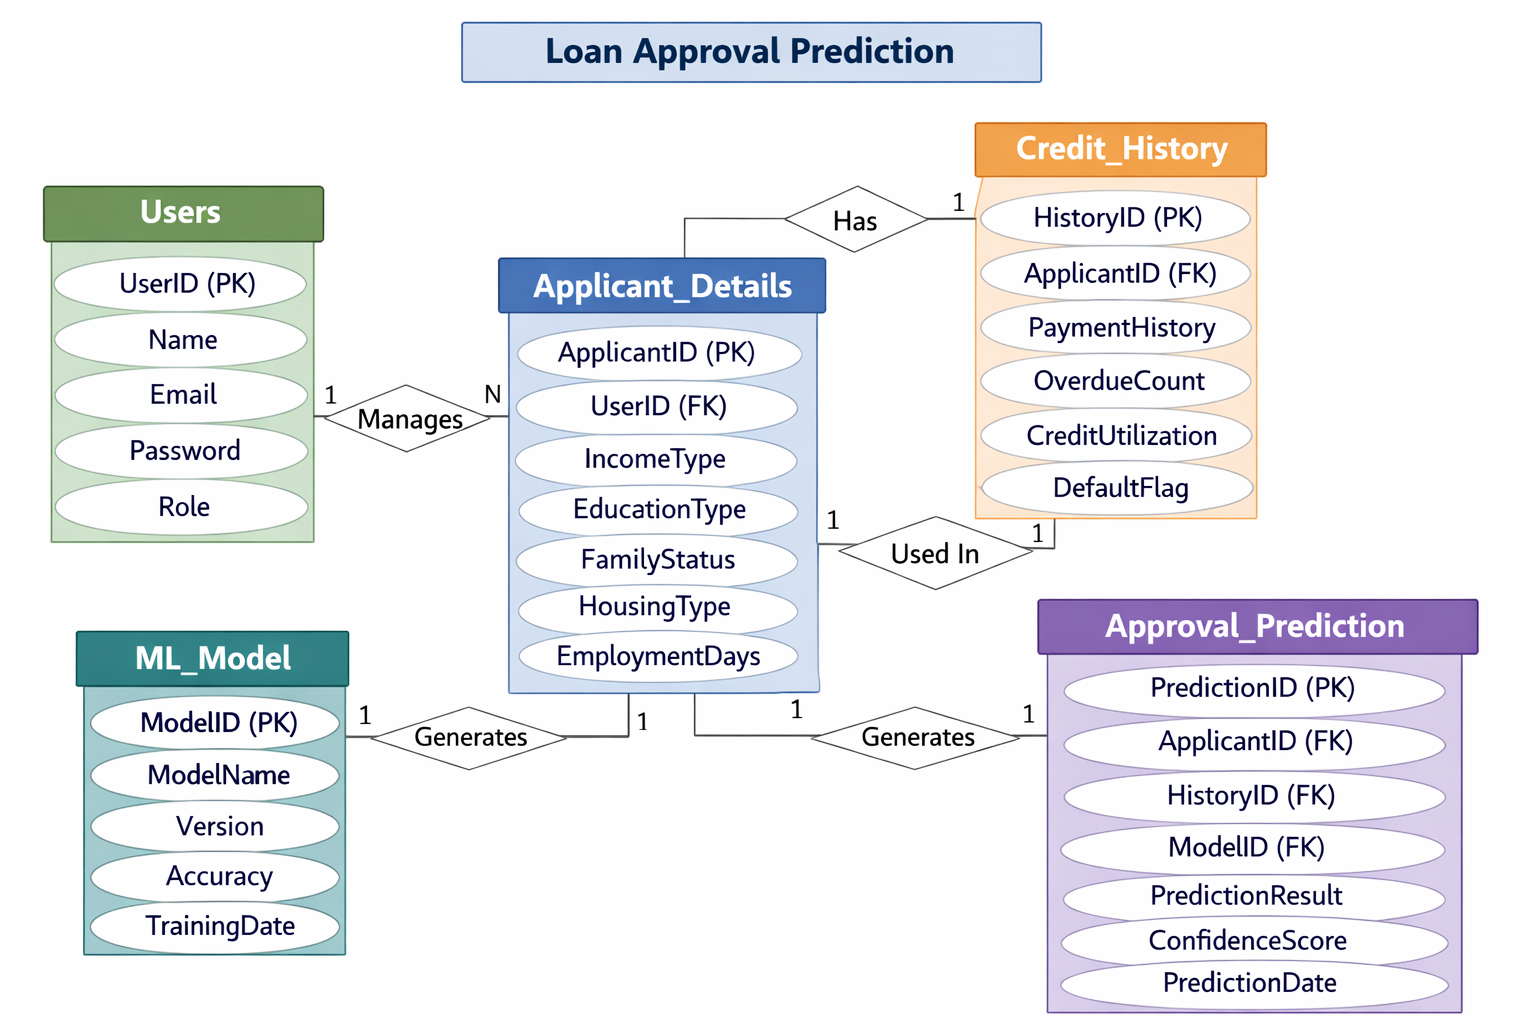 Loan Approval Prediction
Users
UserID (PK)
Name
Email
Password
Role
1
Manages
N
Applicant_Details
ApplicantID (PK)
UserID (FK)
IncomeType
EducationType
FamilyStatus
HousingType
EmploymentDays
Has
1
Credit_History
HistoryID (PK)
ApplicantID (FK)
PaymentHistory
OverdueCount
CreditUtilization
DefaultFlag
1
Used In
1
ML_Model
ModelID (PK)
ModelName
Version
Accuracy
TrainingDate
1
Generates
1
1
Generates
1
Approval_Prediction
PredictionID (PK)
ApplicantID (FK)
HistoryID (FK)
ModelID (FK)
PredictionResult
ConfidenceScore
PredictionDate